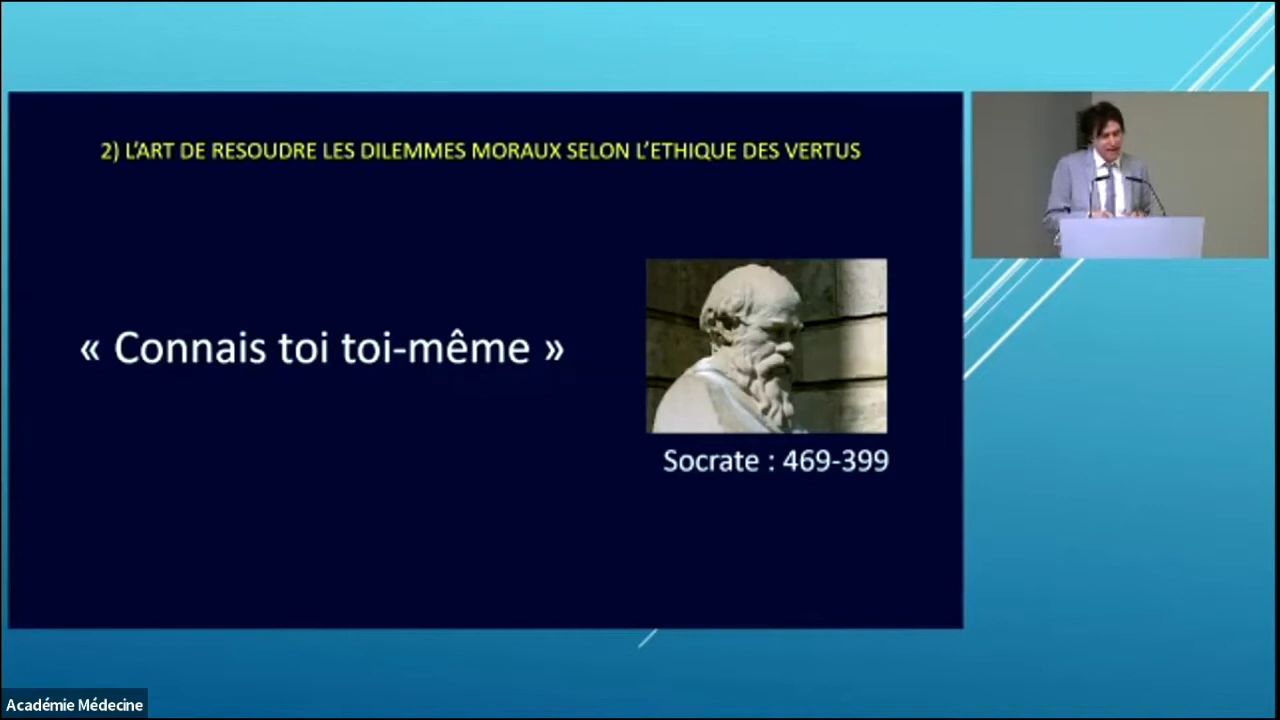 2) L'ART DE RESOUDRE LES DILEMMES MORAUX SELON L'ETHIQUE DES VERTUS
« Connais toi toi-même »
Socrate : 469-399
Académie Médecine